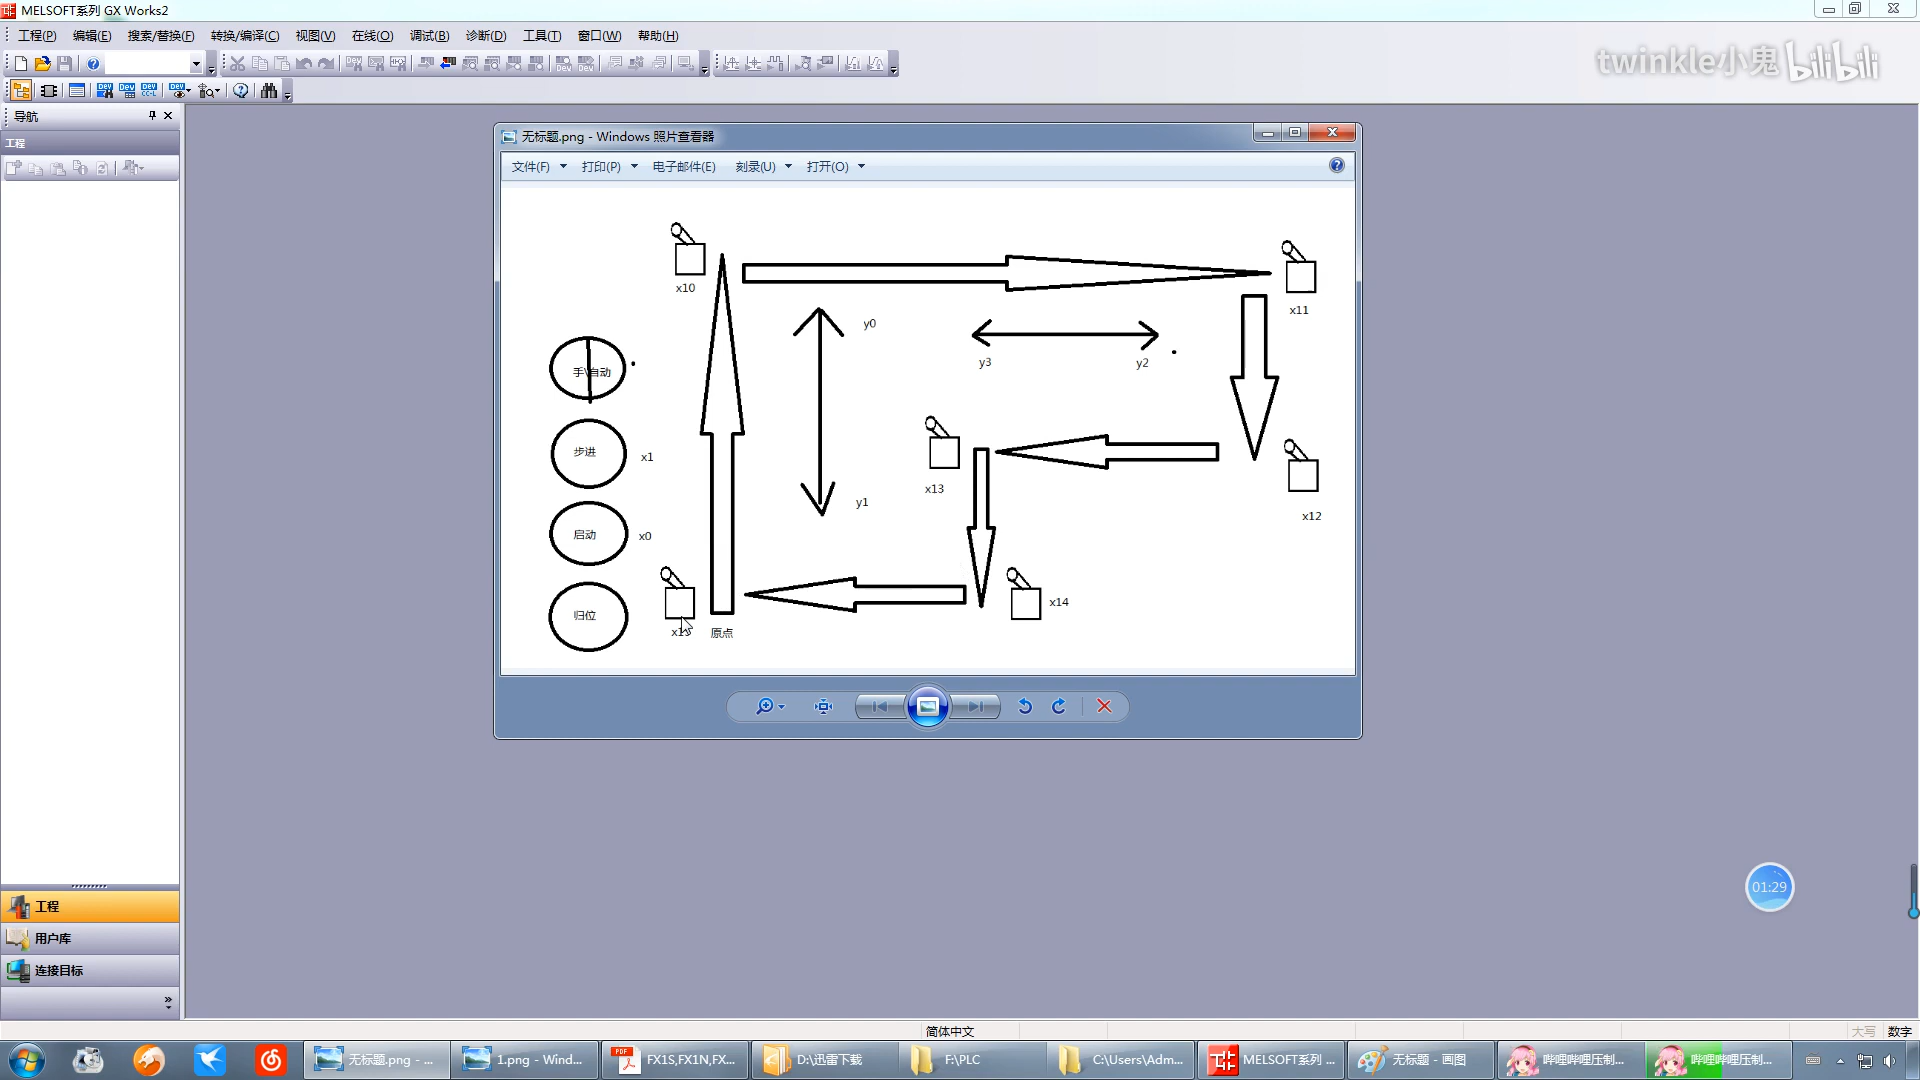 MELSOFT系列 GX Works2
工程(P) 编辑(E) 搜索/替换(F) 转换/编译(C) 视图(V) 在线(O) 调试(B) 诊断(D) 工具(T) 窗口(W) 帮助(H)
twinkle小鬼 bilibili
导航
工程
无标题.png - Windows 照片查看器
文件(F) 打印(P) 电子邮件(E) 刻录(U) 打开(O)
x10
x11
y0
y3
y2
手\自动
步进
x1
x13
y1
x12
启动
x0
x14
归位
原点
01:29
工程
用户库
连接目标
简体中文
大写 数字
无标题.png - ...
1.png - Wind...
FX1S,FX1N,FX...
D:\迅雷下载
F:\PLC
C:\Users\Adm...
MELSOFT系列 ...
无标题 - 画图
哔哩哔哩压制...
哔哩哔哩压制...